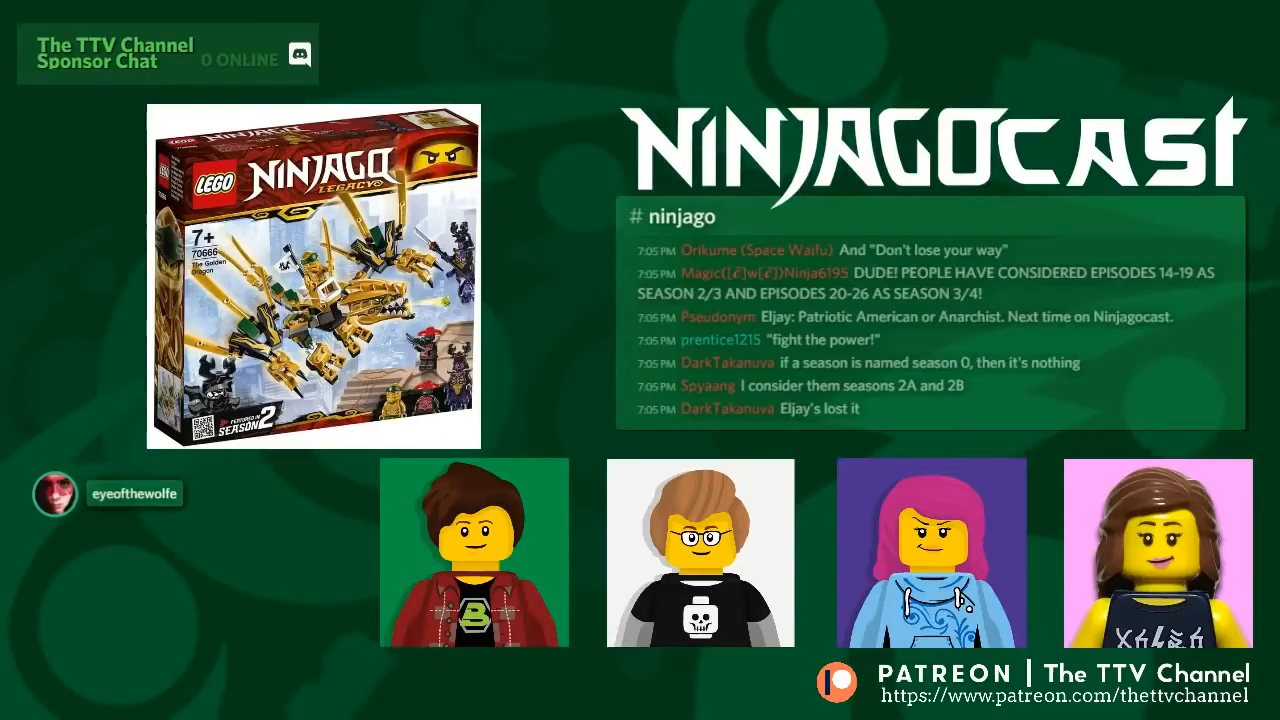 The TTV Channel
Sponsor Chat
0 ONLINE
LEGO NINJAGO
LEGO NINJAGO
LEGACY
7+
70666
The Golden
Dragon
FEATURED IN
SEASON 2
NINJAGOCAST
# ninjago
7:05 PM Orikume (Space Waifu) And "Don't lose your way"
DUDE! PEOPLE HAVE CONSIDERED EPISODES 14-19 AS
SEASON 2/3 AND EPISODES 20-26 AS SEASON 3/4!
7:05 PM Pseudonym Eljay: Patriotic American or Anarchist. Next time on Ninjagocast.
7:05 PM prentice1215 "fight the power!"
7:05 PM DarkTakanuva if a season is named season 0, then it's nothing
7:05 PM Spyaang I consider them seasons 2A and 2B
7:05 PM DarkTakanuva Eljay's lost it
eyeofthewolfe
B
PATREON | The TTV Channel
https://www.patreon.com/thettvchannel